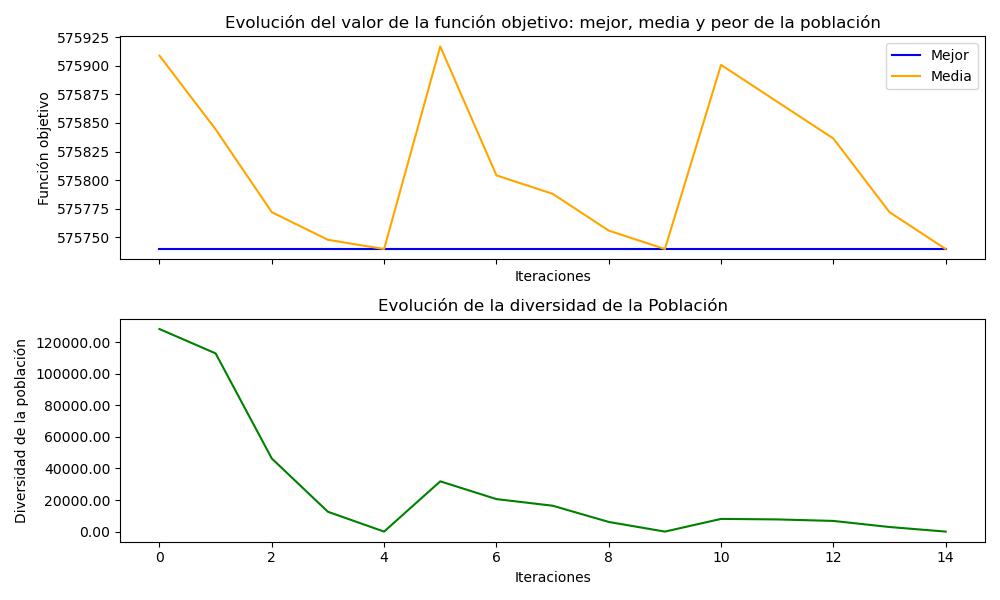 Evolución del valor de la función objetivo: mejor, media y peor de la población
Función objetivo
575925
575900
575875
575850
575825
575800
575775
575750
Mejor
Media
Iteraciones
Evolución de la diversidad de la Población
Diversidad de la población
120000.00
100000.00
80000.00
60000.00
40000.00
20000.00
0.00
0 2 4 6 8 10 12 14
Iteraciones